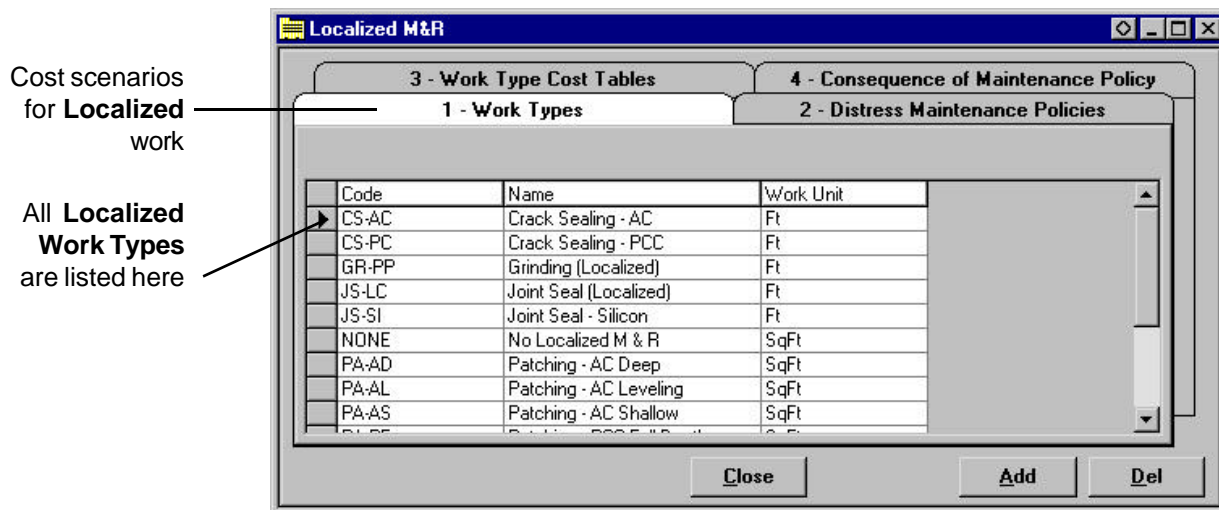 Localized M&R
Cost scenarios
for Localized
work
All Localized
Work Types
are listed here
3 - Work Type Cost Tables
4 - Consequence of Maintenance Policy
1 - Work Types
2 - Distress Maintenance Policies
Code Name Work Unit
CS-AC Crack Sealing - AC Ft
CS-PC Crack Sealing - PCC Ft
GR-PP Grinding (Localized) Ft
JS-LC Joint Seal (Localized) Ft
JS-SI Joint Seal - Silicon Ft
NONE No Localized M & R SqFt
PA-AD Patching - AC Deep SqFt
PA-AL Patching - AC Leveling SqFt
PA-AS Patching - AC Shallow SqFt
Close Add Del